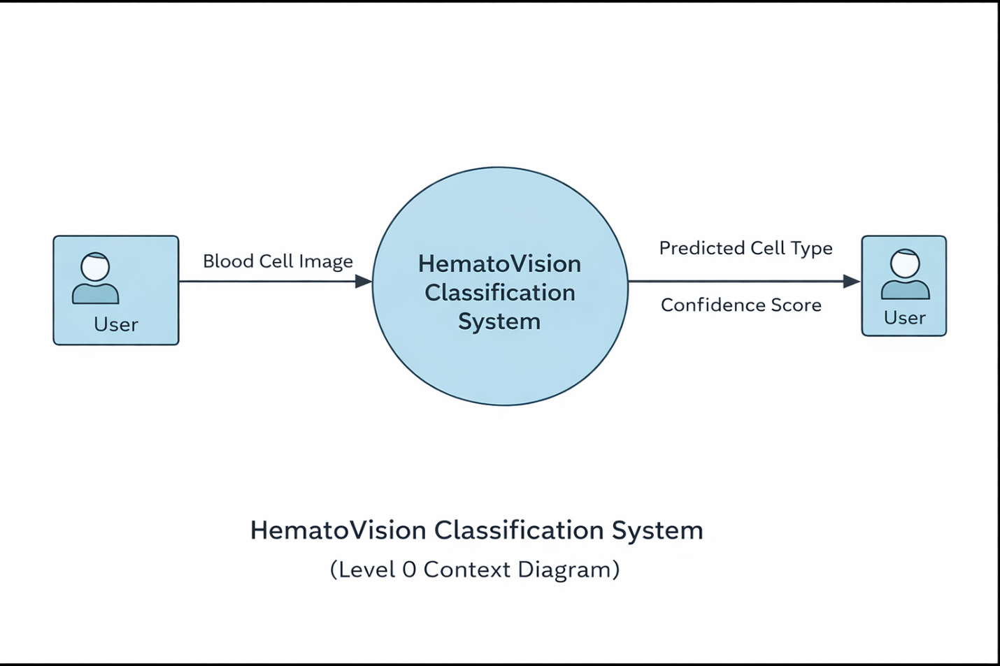 User
Blood Cell Image
HematoVision
Classification
System
Predicted Cell Type
Confidence Score
User
HematoVision Classification System
(Level 0 Context Diagram)